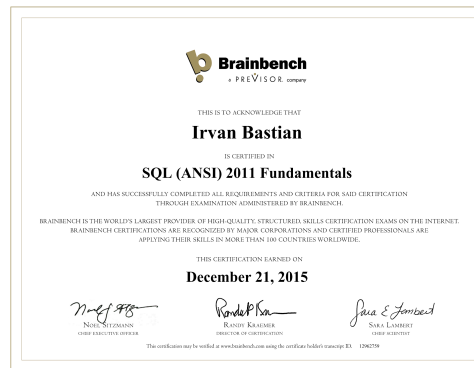 Brainbench
a PREVISOR company
THIS IS TO ACKNOWLEDGE THAT
Irvan Bastian
IS CERTIFIED IN
SQL (ANSI) 2011 Fundamentals
AND HAS SUCCESSFULLY COMPLETED ALL REQUIREMENTS AND CRITERIA FOR SAID CERTIFICATION
THROUGH EXAMINATION ADMINISTERED BY BRAINBENCH.
BRAINBENCH IS THE WORLD'S LARGEST PROVIDER OF HIGH-QUALITY, STRUCTURED, SKILLS CERTIFICATION EXAMS ON THE INTERNET.
BRAINBENCH CERTIFICATIONS ARE RECOGNIZED BY MAJOR CORPORATIONS AND CERTIFIED PROFESSIONALS ARE
APPLYING THEIR SKILLS IN MORE THAN 100 COUNTRIES WORLDWIDE.
THIS CERTIFICATION EARNED ON
December 21, 2015
Sara E Lambert
NOEL SITZMANN
CHIEF EXECUTIVE OFFICER
RANDY KRAEMER
DIRECTOR OF CERTIFICATION
SARA LAMBERT
CHIEF SCIENTIST
This certification may be verified at www.brainbench.com using the certificate holder's transcript ID. 12962759